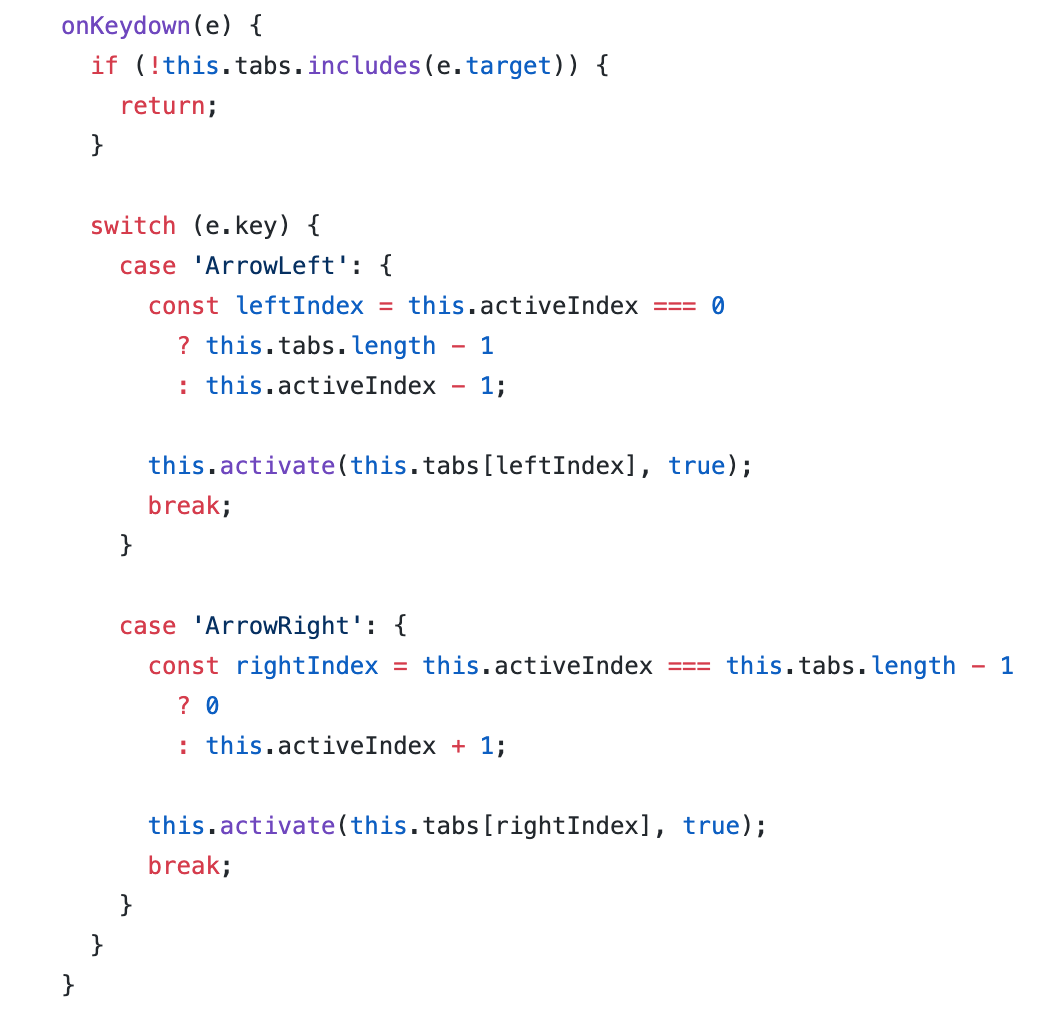 onKeydown(e) {
  if (!this.tabs.includes(e.target)) {
    return;
  }

  switch (e.key) {
    case 'ArrowLeft': {
      const leftIndex = this.activeIndex === 0
        ? this.tabs.length - 1
        : this.activeIndex - 1;

      this.activate(this.tabs[leftIndex], true);
      break;
    }

    case 'ArrowRight': {
      const rightIndex = this.activeIndex === this.tabs.length - 1
        ? 0
        : this.activeIndex + 1;

      this.activate(this.tabs[rightIndex], true);
      break;
    }
  }
}